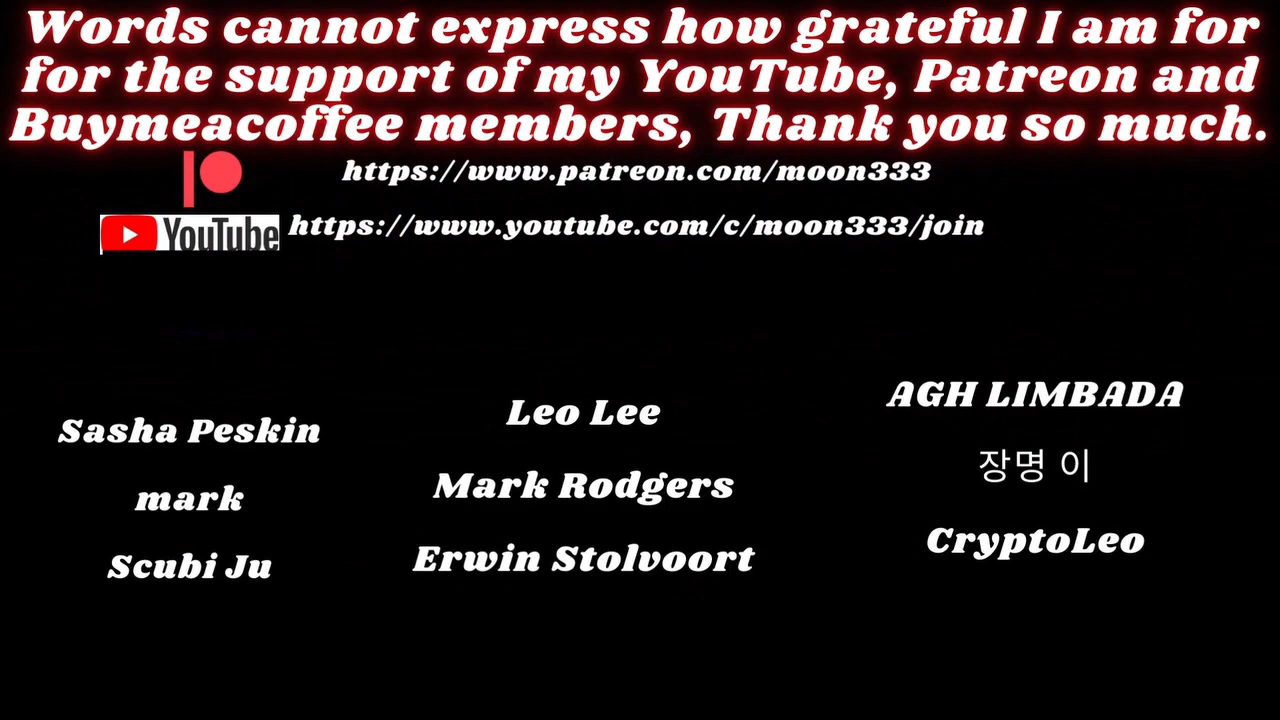 Words cannot express how grateful I am for
for the support of my YouTube, Patreon and
Buymeacoffee members, Thank you so much.
https://www.patreon.com/moon333
YouTube
https://www.youtube.com/c/moon333/join
Sasha Peskin
mark
Scubi Ju
Leo Lee
Mark Rodgers
Erwin Stolvoort
AGH LIMBADA
장명 이
CryptoLeo